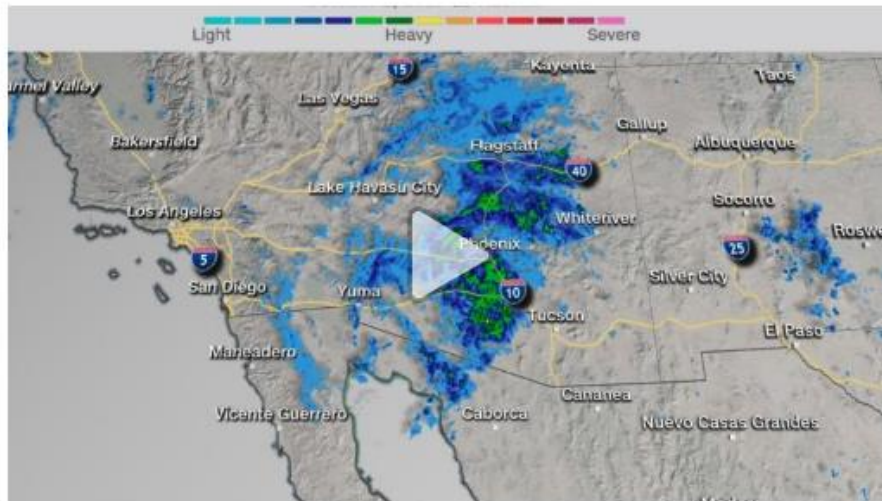 Light Heavy Severe
15
Kayenta
Taos
Las Vegas
Bakersfield
Flagstaff
Gallup
Albuquerque
40
Lake Havasu City
Los Angeles
Whiteriver
Socorro
Phoenix
25
5
San Diego
Yuma
10
Silver City
Tucson
El Paso
Maneadero
Cananea
Vicente Guerrero
Caborca
Nuevo Casas Grandes